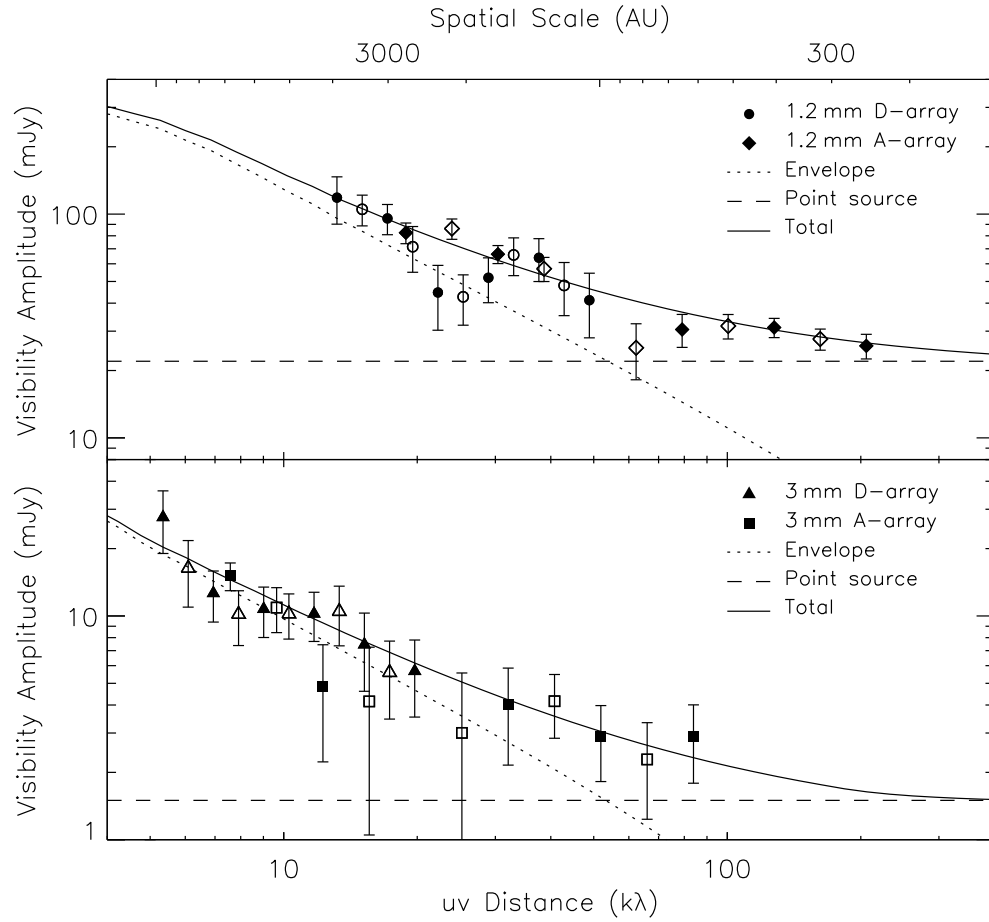 Spatial Scale (AU)
3000 300
Visibility Amplitude (mJy)
100
10
1.2 mm D-array
1.2 mm A-array
Envelope
Point source
Total
Visibility Amplitude (mJy)
10
1
3 mm D-array
3 mm A-array
Envelope
Point source
Total
10 100
uv Distance (kλ)